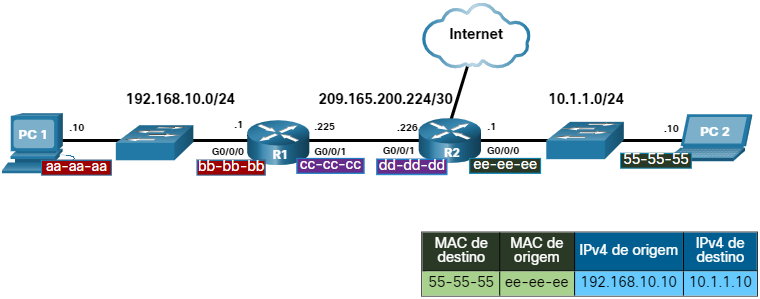 Internet
192.168.10.0/24
209.165.200.224/30
10.1.1.0/24
PC 1
.10
.1
.225
.226
.1
.10
PC 2
G0/0/0
R1
G0/0/1
G0/0/1
R2
G0/0/0
aa-aa-aa
bb-bb-bb
cc-cc-cc
dd-dd-dd
ee-ee-ee
55-55-55
MAC de destino
MAC de origem
IPv4 de origem
IPv4 de destino
55-55-55
ee-ee-ee
192.168.10.10
10.1.1.10